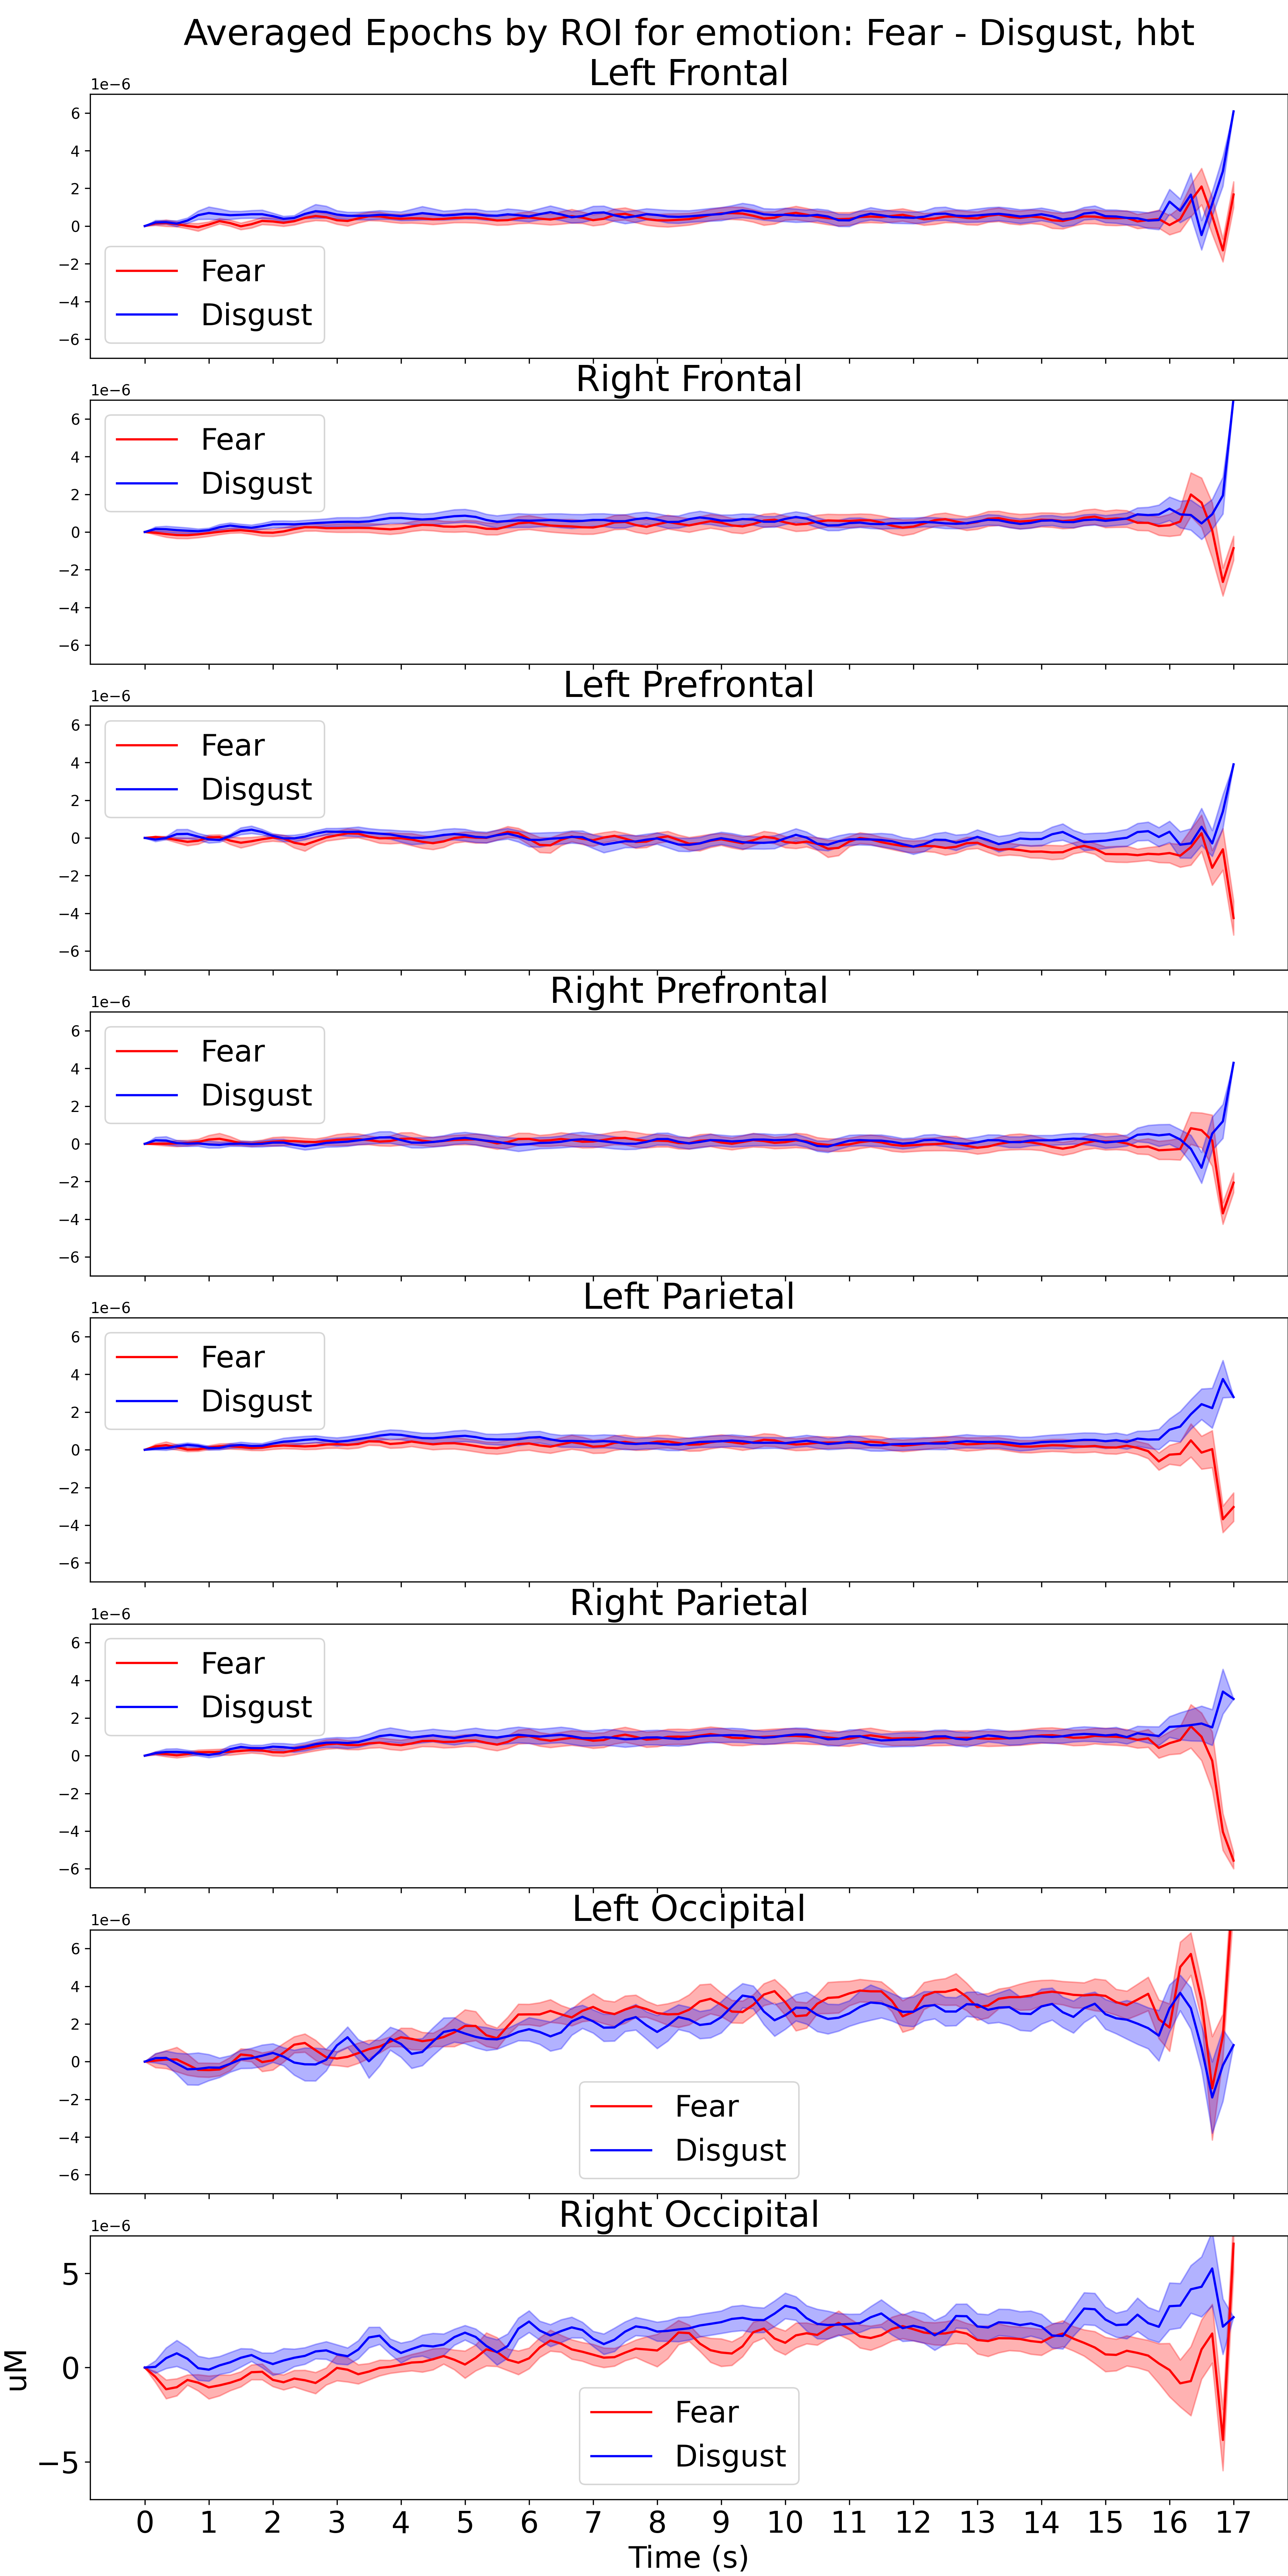 Averaged Epochs by ROI for emotion: Fear - Disgust, hbt
Left Frontal
1e−6
6
4
2
0
−2
−4
−6
Fear
Disgust
Right Frontal
1e−6
6
4
2
0
−2
−4
−6
Fear
Disgust
Left Prefrontal
1e−6
6
4
2
0
−2
−4
−6
Fear
Disgust
Right Prefrontal
1e−6
6
4
2
0
−2
−4
−6
Fear
Disgust
Left Parietal
1e−6
6
4
2
0
−2
−4
−6
Fear
Disgust
Right Parietal
1e−6
6
4
2
0
−2
−4
−6
Fear
Disgust
Left Occipital
1e−6
6
4
2
0
−2
−4
−6
Fear
Disgust
Right Occipital
1e−6
5
0
−5
uM
Fear
Disgust
0 1 2 3 4 5 6 7 8 9 10 11 12 13 14 15 16 17
Time (s)